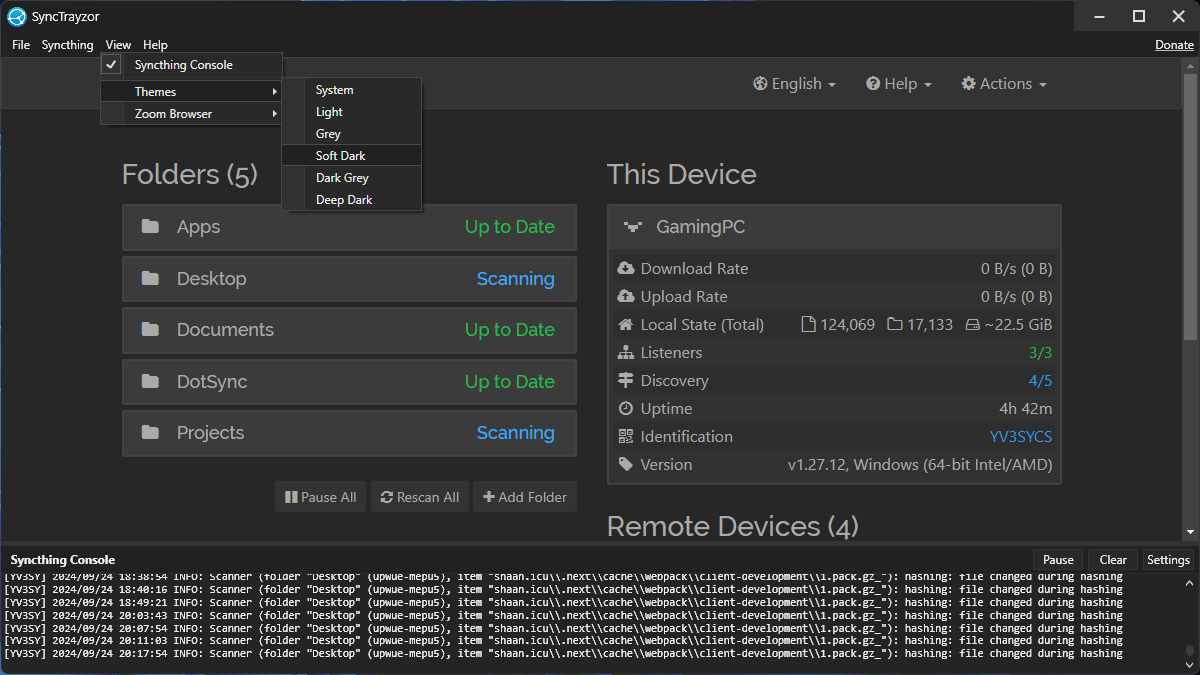 SyncTrayzor
File Syncthing View Help Donate
Syncthing Console
Themes
Zoom Browser
System
Light
Grey
Soft Dark
Dark Grey
Deep Dark
English Help Actions
Folders (5)
Apps Up to Date
Desktop Scanning
Documents Up to Date
DotSync Up to Date
Projects Scanning
Pause All Rescan All Add Folder
This Device
GamingPC
Download Rate 0 B/s (0 B)
Upload Rate 0 B/s (0 B)
Local State (Total) 124,069 17,133 ~22.5 GiB
Listeners 3/3
Discovery 4/5
Uptime 4h 42m
Identification YV3SYCS
Version v1.27.12, Windows (64-bit Intel/AMD)
Remote Devices (4)
Syncthing Console Pause Clear Settings
[YV3SY] 2024/09/24 18:38:54 INFO: Scanner (folder "Desktop" (upwue-mepu5), item "shaan.icu\\.next\\cache\\webpack\\client-development\\1.pack.gz_"): hashing: file changed during hashing
[YV3SY] 2024/09/24 18:40:16 INFO: Scanner (folder "Desktop" (upwue-mepu5), item "shaan.icu\\.next\\cache\\webpack\\client-development\\1.pack.gz_"): hashing: file changed during hashing
[YV3SY] 2024/09/24 18:49:21 INFO: Scanner (folder "Desktop" (upwue-mepu5), item "shaan.icu\\.next\\cache\\webpack\\client-development\\1.pack.gz_"): hashing: file changed during hashing
[YV3SY] 2024/09/24 20:03:43 INFO: Scanner (folder "Desktop" (upwue-mepu5), item "shaan.icu\\.next\\cache\\webpack\\client-development\\1.pack.gz_"): hashing: file changed during hashing
[YV3SY] 2024/09/24 20:07:54 INFO: Scanner (folder "Desktop" (upwue-mepu5), item "shaan.icu\\.next\\cache\\webpack\\client-development\\1.pack.gz_"): hashing: file changed during hashing
[YV3SY] 2024/09/24 20:11:03 INFO: Scanner (folder "Desktop" (upwue-mepu5), item "shaan.icu\\.next\\cache\\webpack\\client-development\\1.pack.gz_"): hashing: file changed during hashing
[YV3SY] 2024/09/24 20:17:54 INFO: Scanner (folder "Desktop" (upwue-mepu5), item "shaan.icu\\.next\\cache\\webpack\\client-development\\1.pack.gz_"): hashing: file changed during hashing